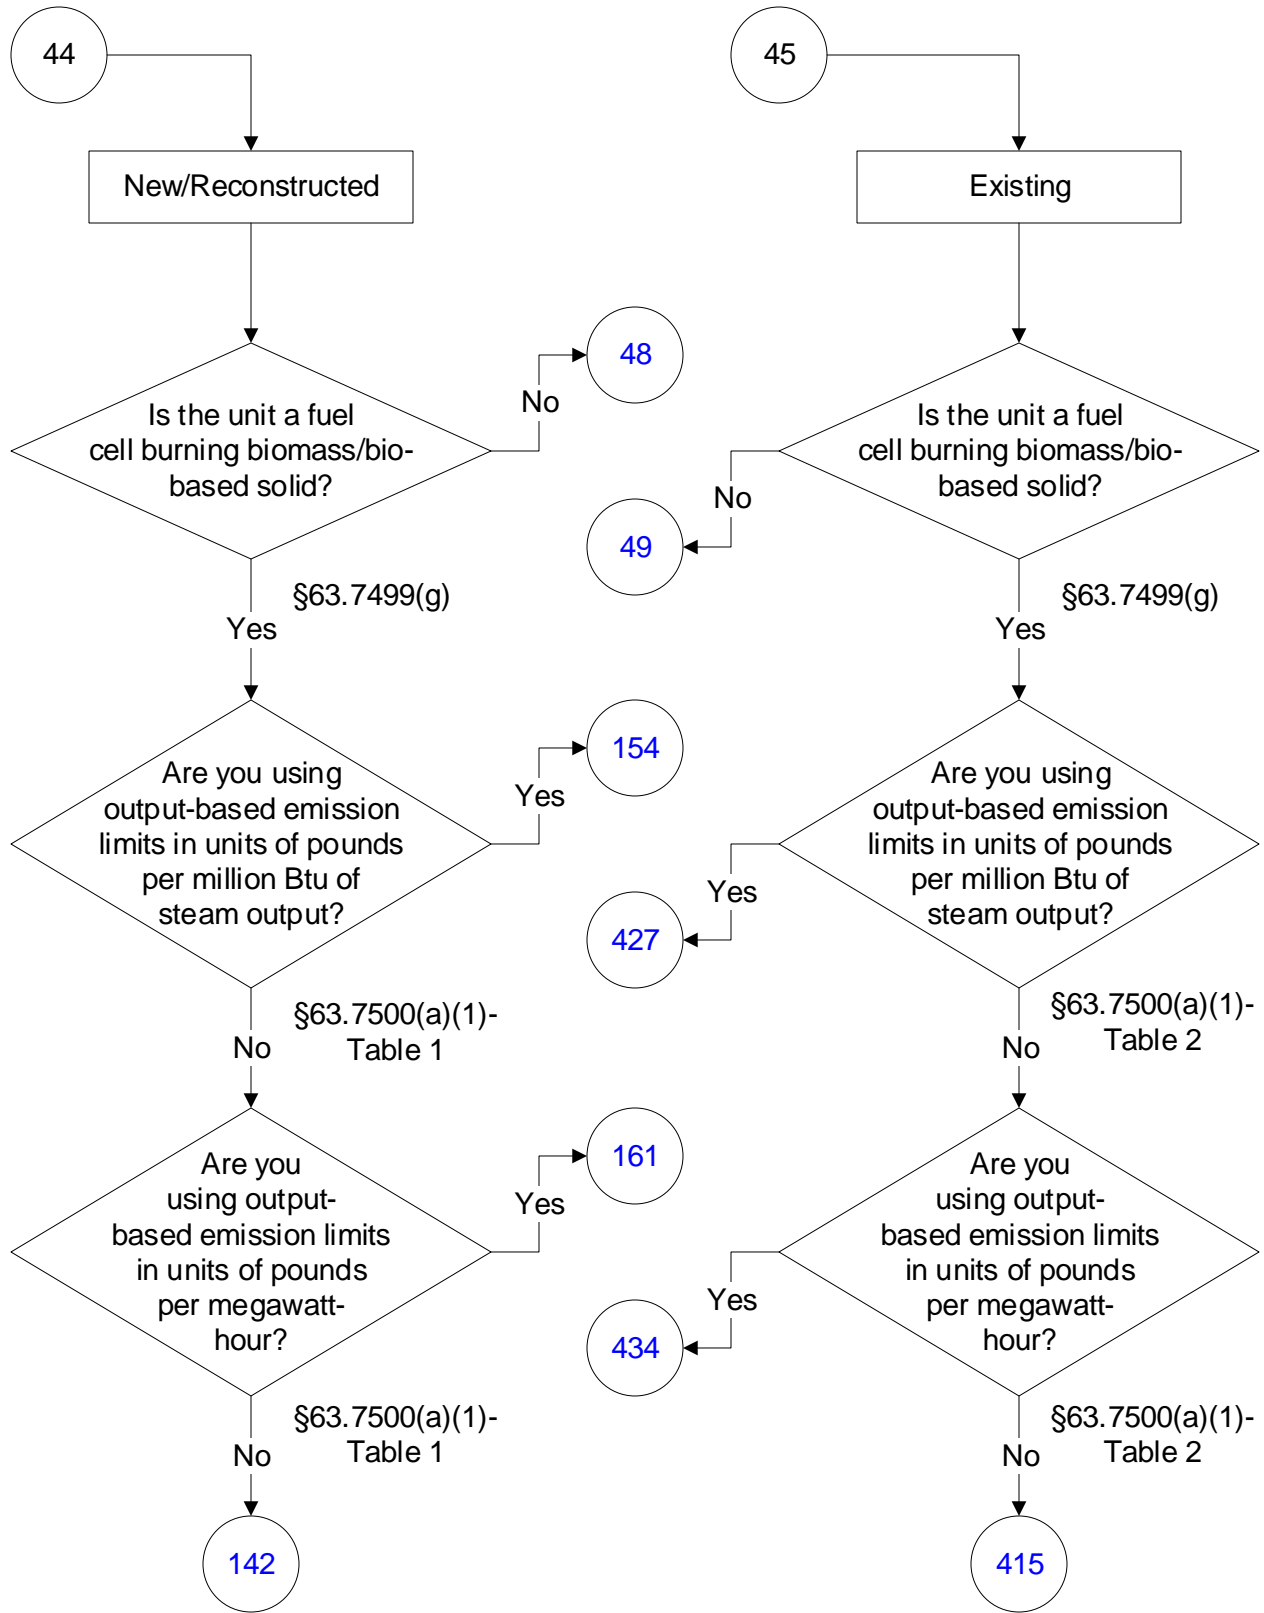 44
New/Reconstructed
Is the unit a fuel
cell burning biomass/bio-
based solid?
No
48
§63.7499(g)
Yes
Are you using
output-based emission
limits in units of pounds
per million Btu of
steam output?
Yes
154
§63.7500(a)(1)-
Table 1
No
Are you
using output-
based emission limits
in units of pounds
per megawatt-
hour?
Yes
161
§63.7500(a)(1)-
Table 1
No
142
45
Existing
Is the unit a fuel
cell burning biomass/bio-
based solid?
No
49
§63.7499(g)
Yes
Are you using
output-based emission
limits in units of pounds
per million Btu of
steam output?
Yes
427
§63.7500(a)(1)-
Table 2
No
Are you
using output-
based emission limits
in units of pounds
per megawatt-
hour?
Yes
434
§63.7500(a)(1)-
Table 2
No
415